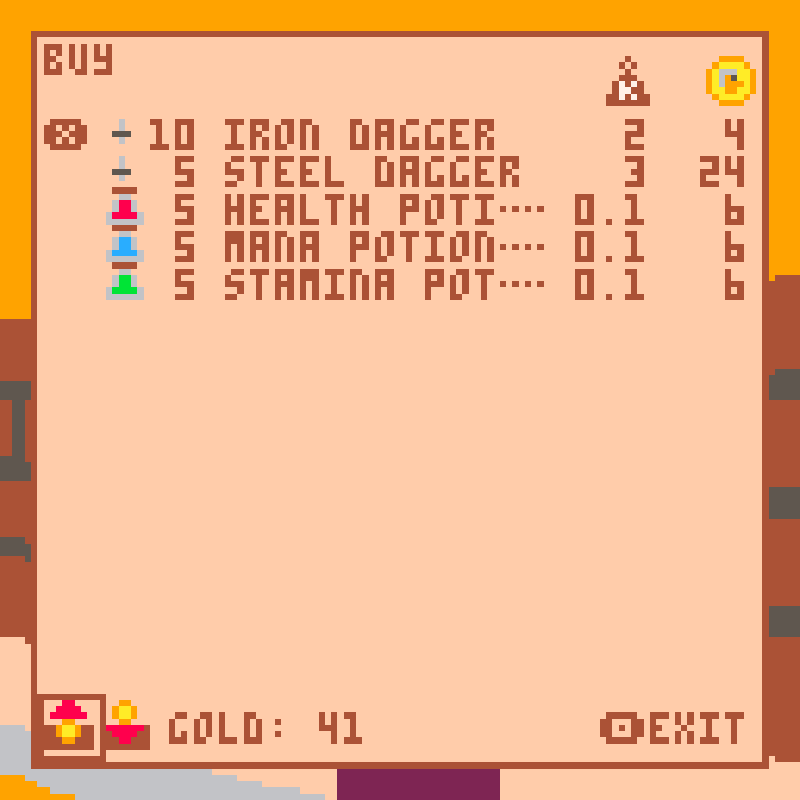 BUY
10 IRON DAGGER 2 4
5 STEEL DAGGER 3 24
5 HEALTH POTI···· 0.1 6
5 MANA POTION···· 0.1 6
5 STAMINA POT···· 0.1 6
GOLD: 41 EXIT